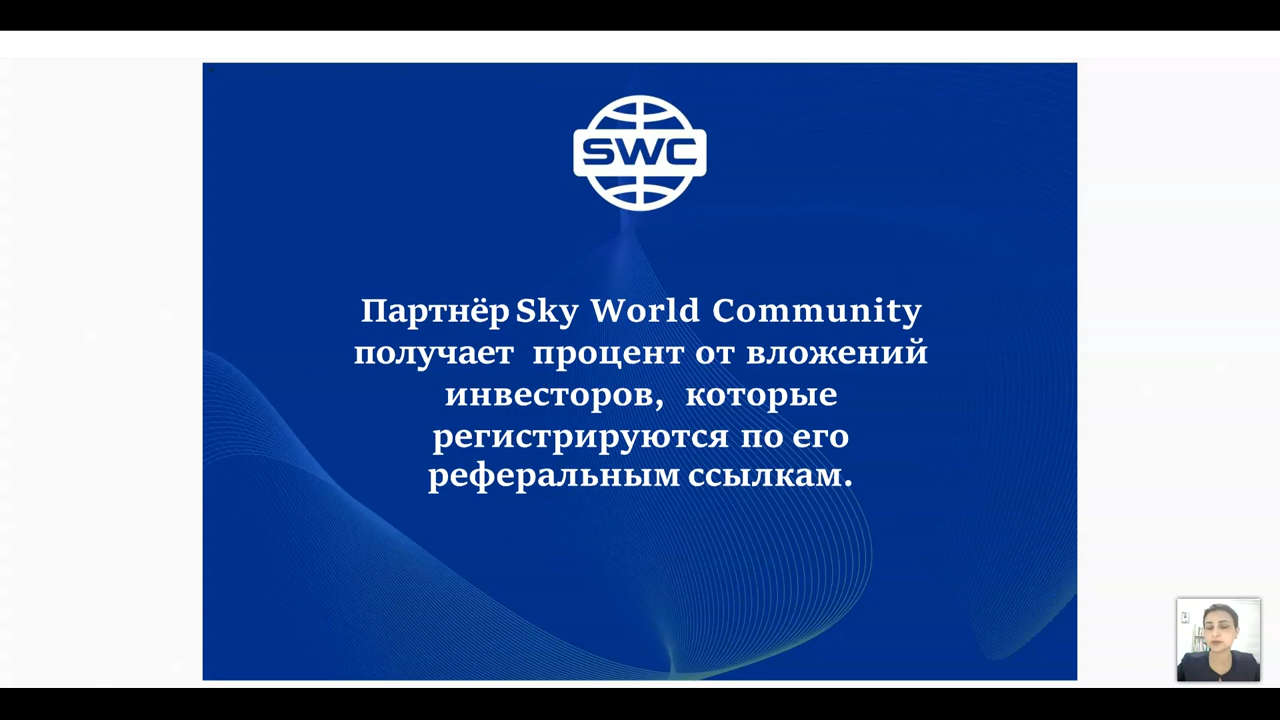 SWC
Партнёр Sky World Community
получает процент от вложений
инвесторов, которые
регистрируются по его
реферальным ссылкам.